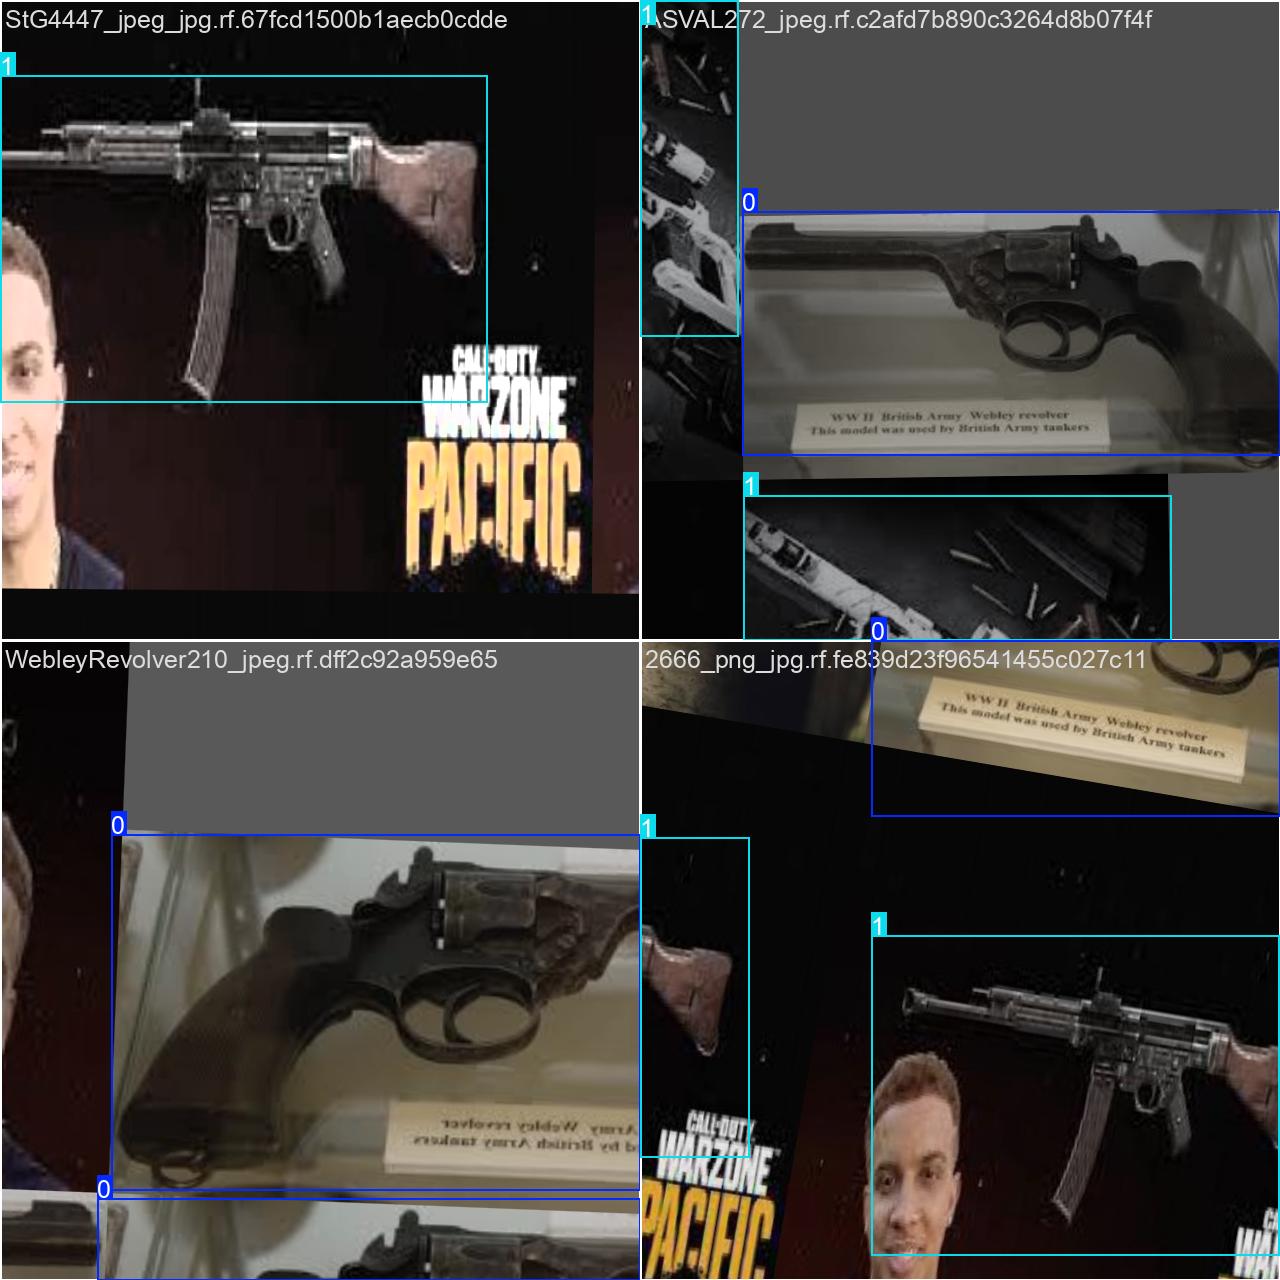 StG4447_jpeg_jpg.rf.67fcd1500b1aecb0cdde
1
CALL·DUTY
WARZONE
PACIFIC
1
ASVAL272_jpeg.rf.c2afd7b890c3264d8b07f4f
0
WW II British Army Webley revolver
This model was used by British Army tankers
1
WebleyRevolver210_jpeg.rf.dff2c92a959e65
0
Army Webley revolver
d by British Army tankers
0
2666_png_jpg.rf.fe839d23f96541455c027c11
0
WW II British Army Webley revolver
This model was used by British Army tankers
1
1
CALL·DUTY
WARZONE
PACIFIC
WA